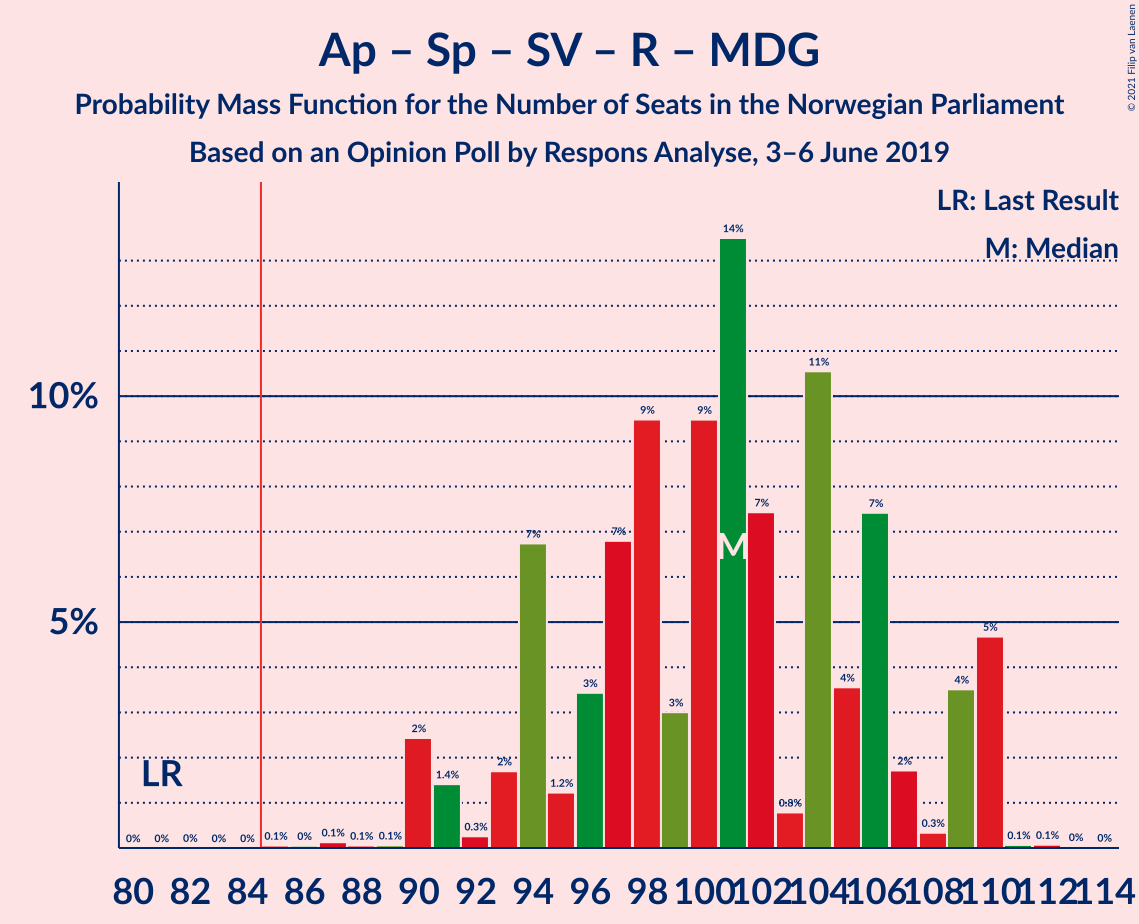 Ap – Sp – SV – R – MDG
Probability Mass Function for the Number of Seats in the Norwegian Parliament
Based on an Opinion Poll by Respons Analyse, 3–6 June 2019
© 2021 Filip van Laenen
LR: Last Result
M: Median
10%
5%
LR
M
0% 0% 0% 0% 0% 0.1% 0% 0.1% 0.1% 0.1% 2% 1.4% 0.3% 2% 7% 1.2% 3% 7% 9% 3% 9% 14% 7% 0.8% 11% 4% 7% 2% 0.3% 4% 5% 0.1% 0.1% 0% 0%
80 82 84 86 88 90 92 94 96 98 100 102 104 106 108 110 112 114